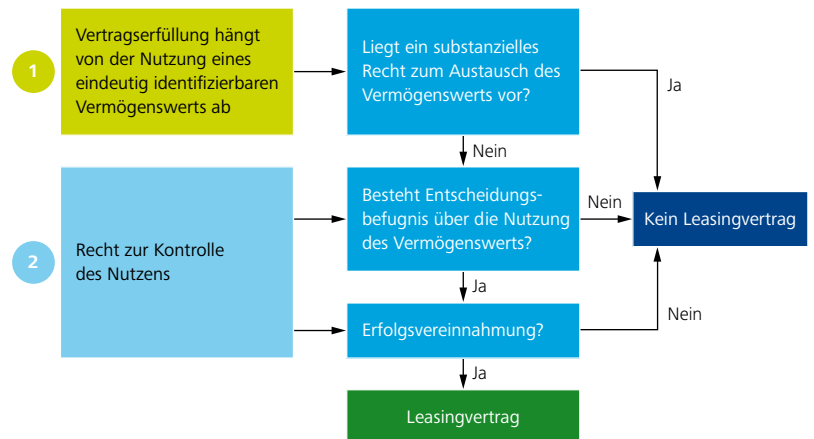 1
Vertragserfüllung hängt
von der Nutzung eines
eindeutig identifizierbaren
Vermögenswerts ab
Liegt ein substanzielles
Recht zum Austausch des
Vermögenswerts vor?
Ja
Nein
2
Recht zur Kontrolle
des Nutzens
Besteht Entscheidungs-
befugnis über die Nutzung
des Vermögenswerts?
Nein
Kein Leasingvertrag
Ja
Erfolgsvereinnahmung?
Nein
Ja
Leasingvertrag